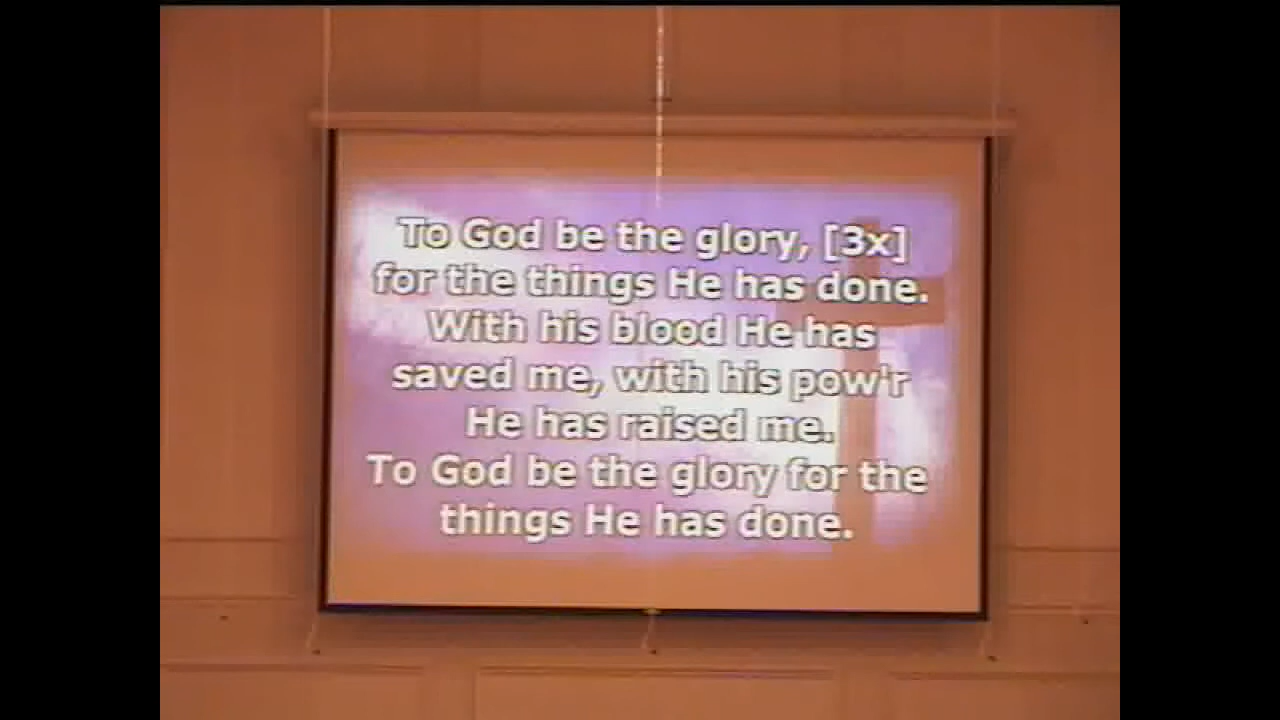 To God be the glory, [3x]
for the things He has done.
With his blood He has
saved me, with his pow'r
He has raised me.
To God be the glory for the
things He has done.